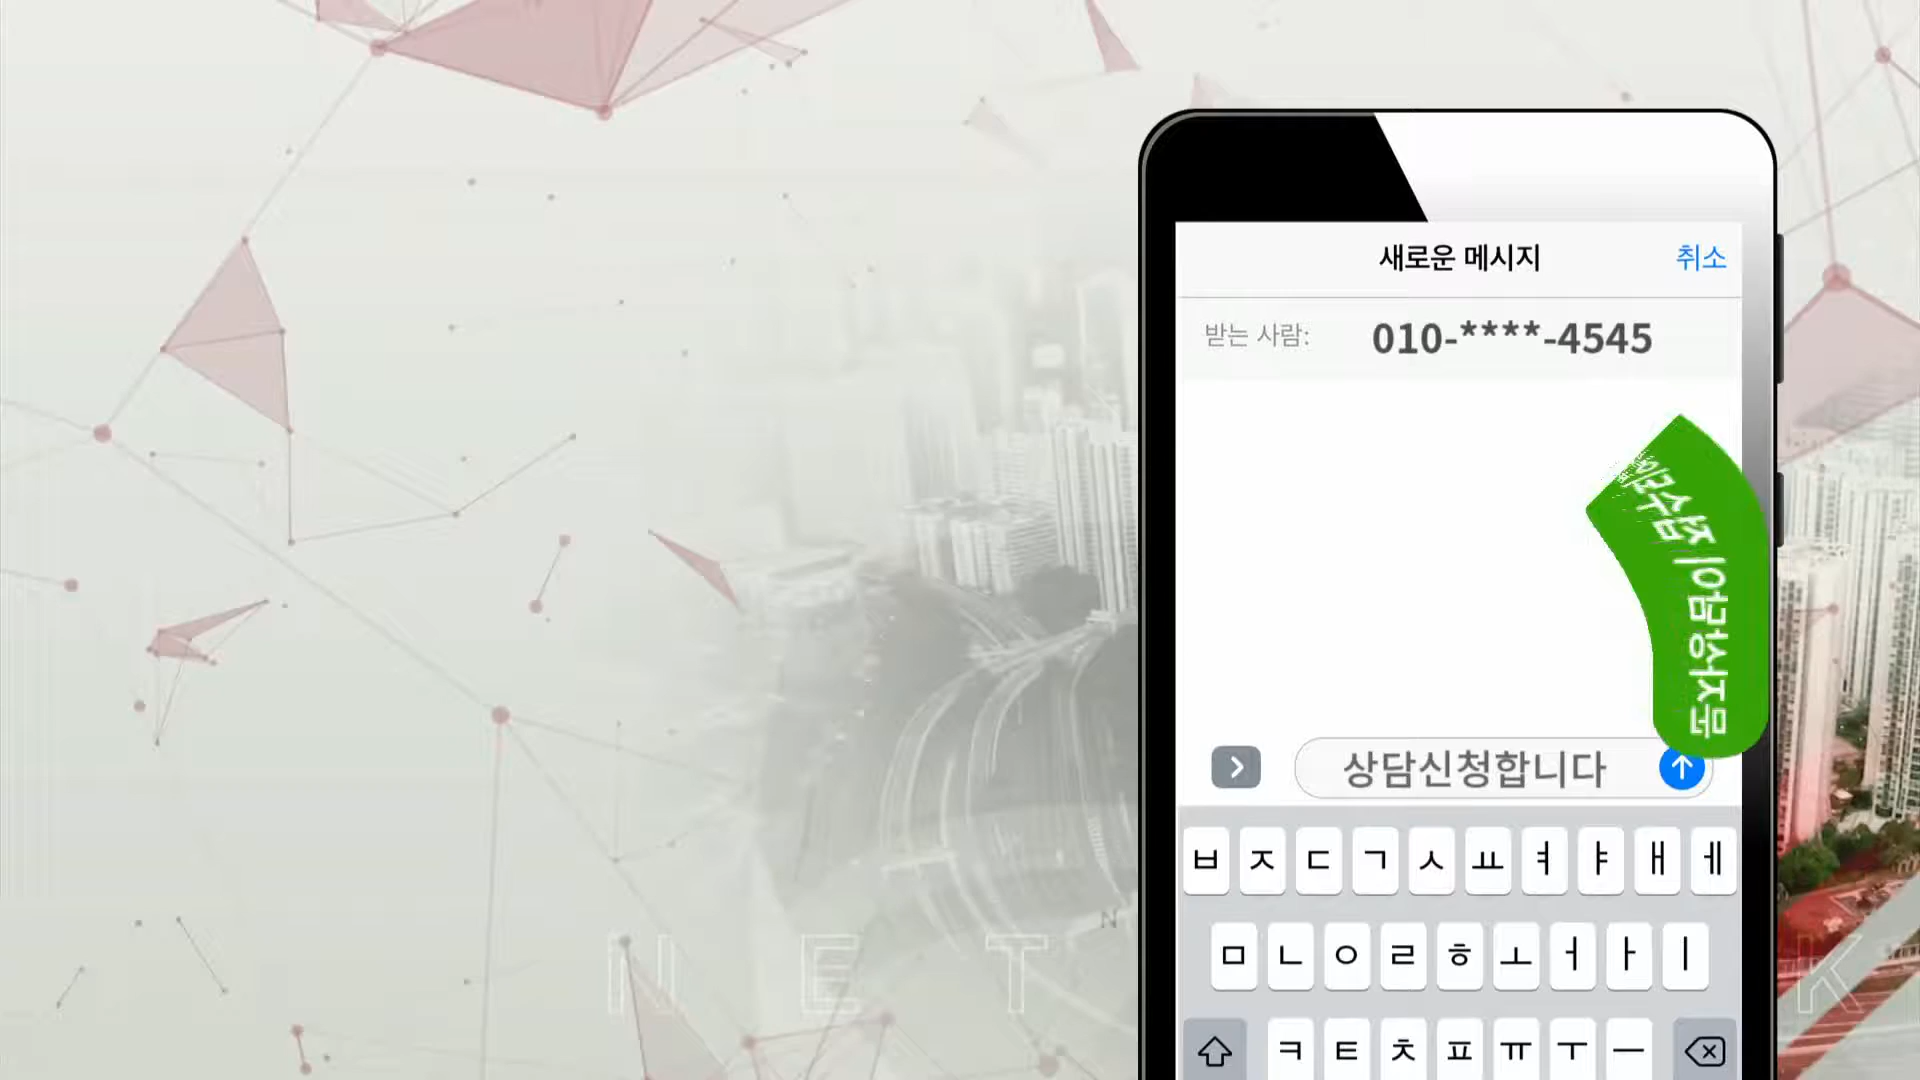 새로운 메시지 취소
받는 사람: 010-****-4545
상담신청합니다
ㅂ ㅈ ㄷ ㄱ ㅅ ㅛ ㅕ ㅑ ㅐ ㅔ
ㅁ ㄴ ㅇ ㄹ ㅎ ㅗ ㅓ ㅏ ㅣ
N E T K
ㅋ ㅌ ㅊ ㅍ ㅠ ㅜ ㅡ